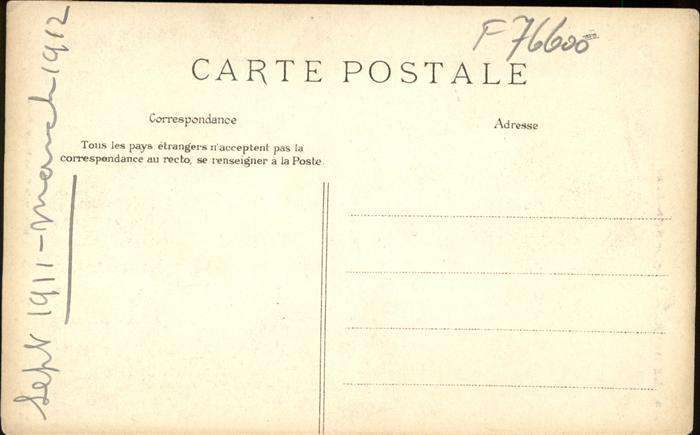 F 76600
CARTE POSTALE
Correspondance
Adresse
Tous les pays étrangers n'acceptent pas la
correspondance au recto, se renseigner à la Poste.
Sept 1911 - March 1912